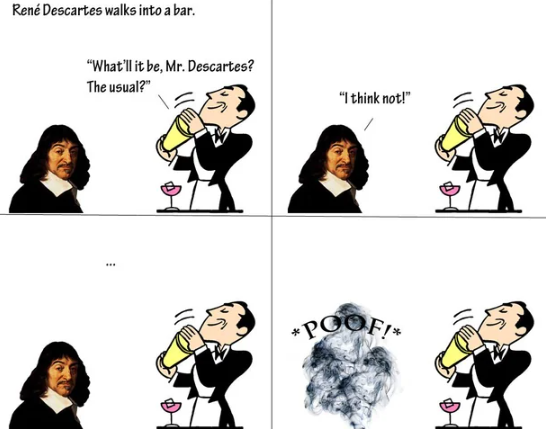 René Descartes walks into a bar.
“What’ll it be, Mr. Descartes?
The usual?”
“I think not!”
...
*POOF!*